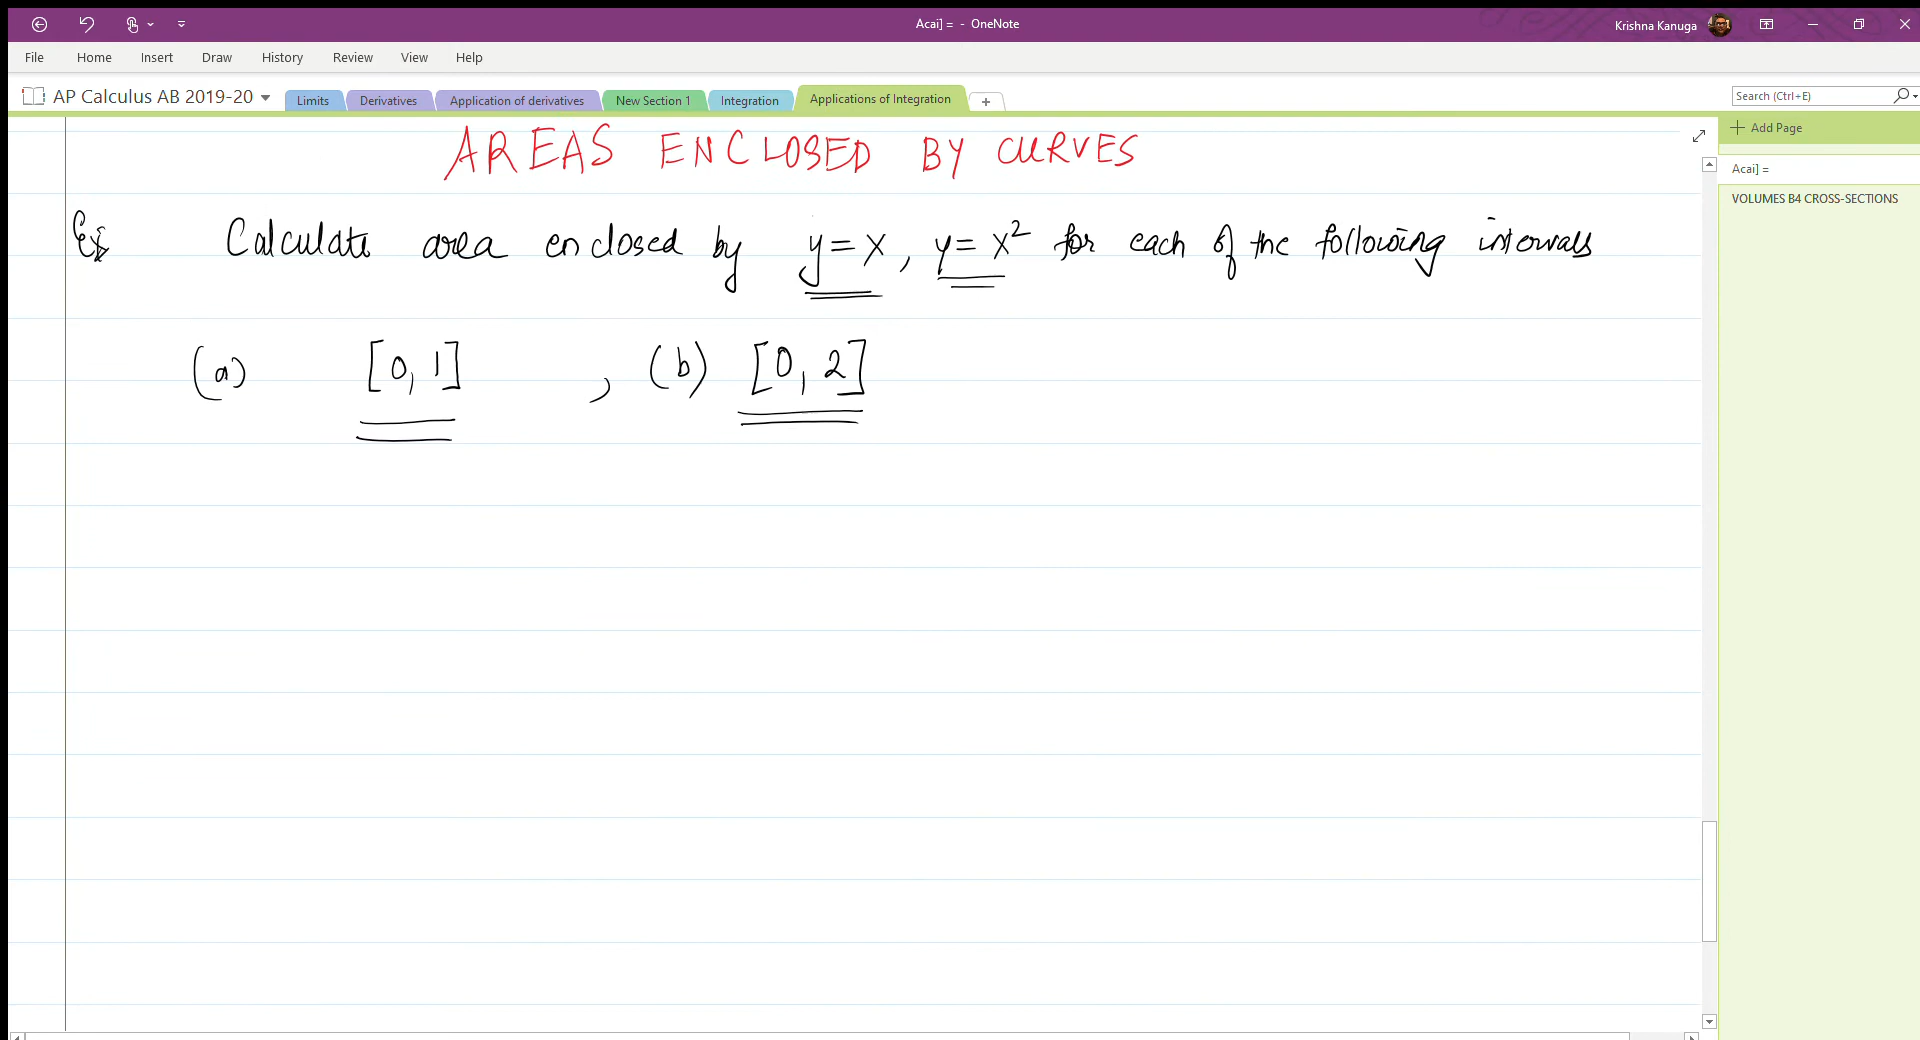 Acai] = - OneNote
Krishna Kanuga
File Home Insert Draw History Review View Help
AP Calculus AB 2019-20
Limits Derivatives Application of derivatives New Section 1 Integration Applications of Integration
Search (Ctrl+E)
Add Page
Acai] =
VOLUMES B4 CROSS-SECTIONS
AREAS ENCLOSED BY CURVES
Ex Calculate area enclosed by y = x, y = x² for each of the following intervals
(a) [0, 1] , (b) [0, 2]